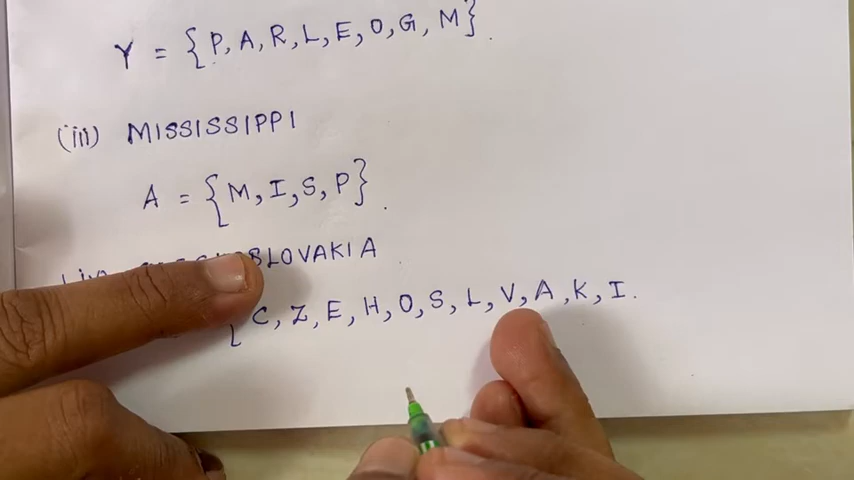 Y = {P, A, R, L, E, O, G, M}.
(iii) MISSISSIPPI
A = {M, I, S, P}.
SLOVAKIA
{C, Z, E, H, O, S, L, V, A, K, I.